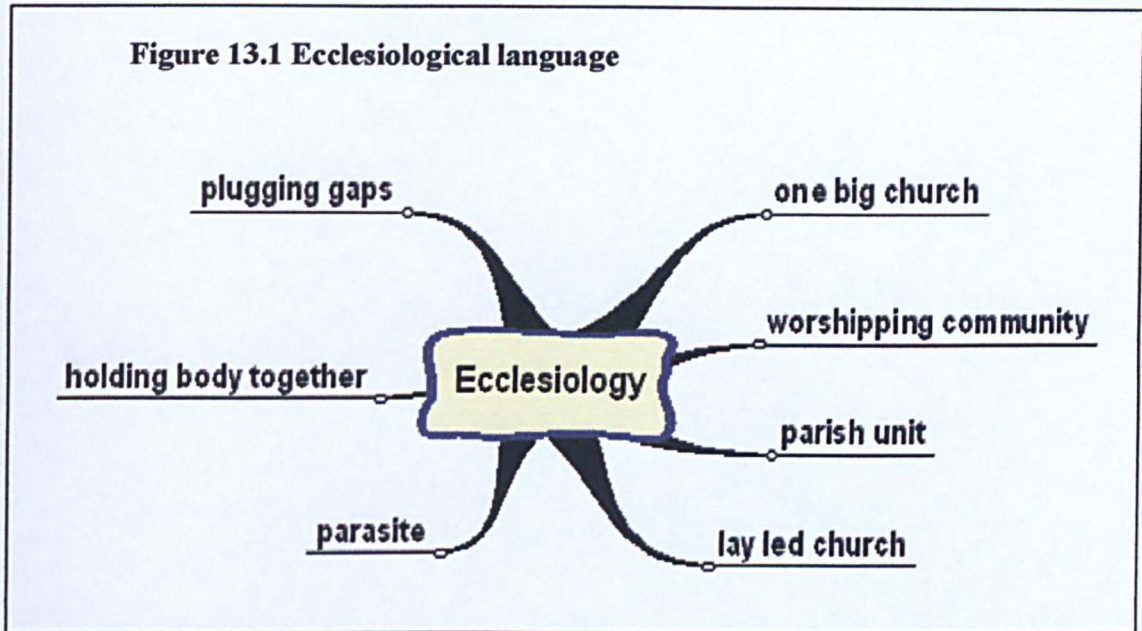 Figure 13.1 Ecclesiological language
plugging gaps
one big church
worshipping community
holding body together
Ecclesiology
parish unit
parasite
lay led church